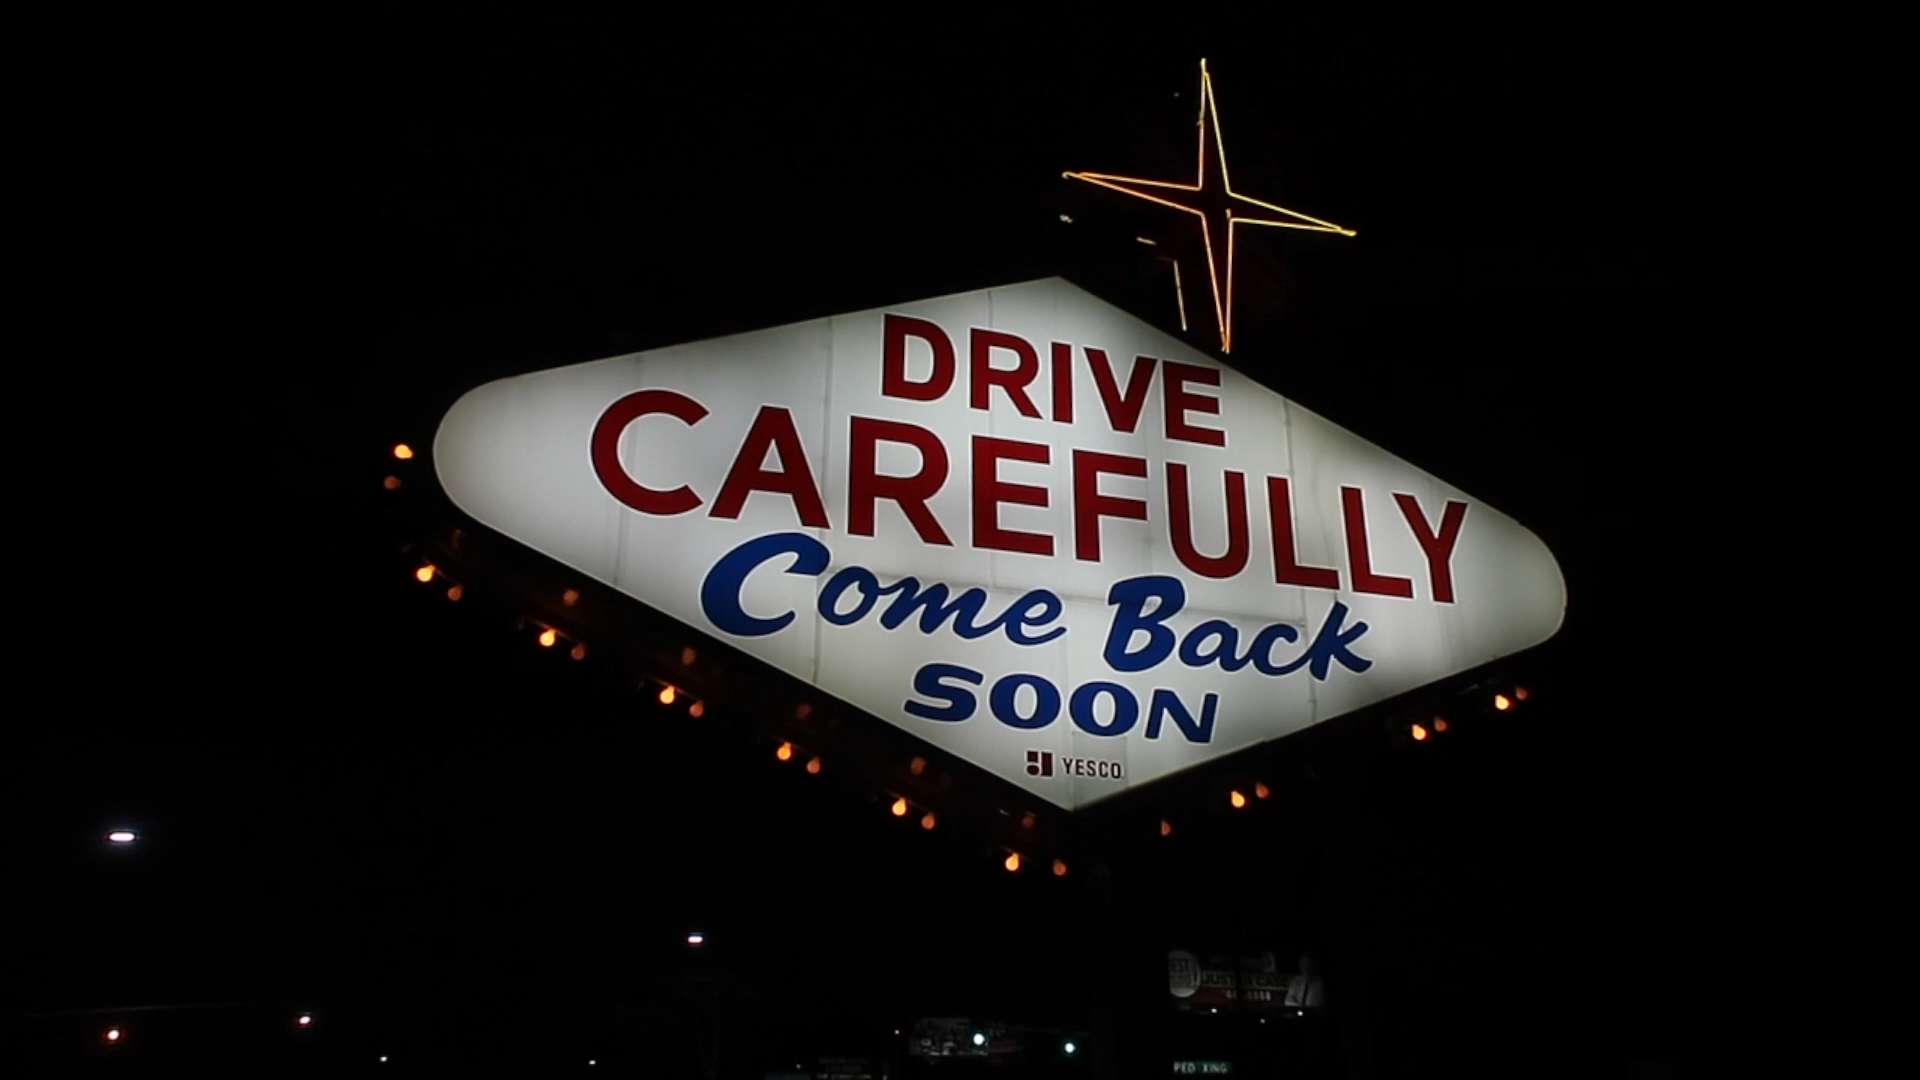 DRIVE
CAREFULLY
Come Back
SOON
YESCO
PED XING